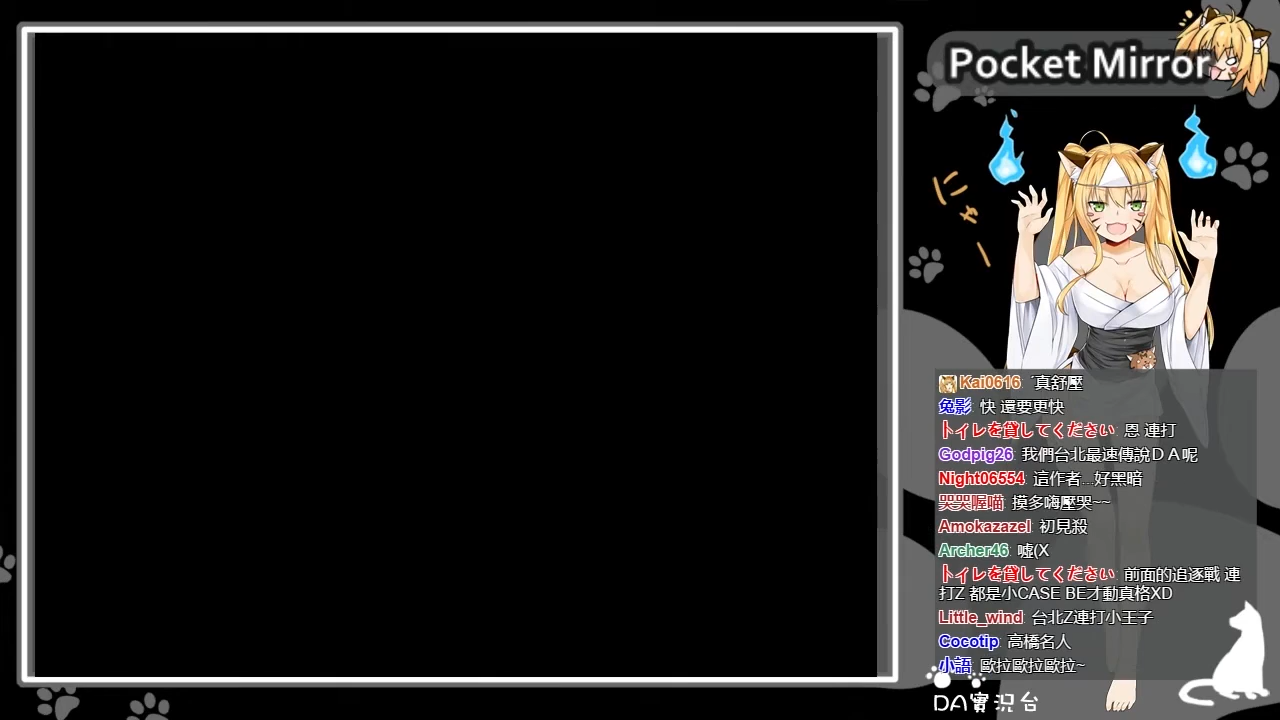 Pocket Mirror
にゃー
Kai0616: ˊ真舒壓
兔影: 快 還要更快
トイレを貸してください: 恩 連打
Godpig26: 我們台北最速傳說ＤＡ呢
Night06554: 這作者...好黑暗
哭哭喔喵: 摸多嗨壓哭~~
Amokazazel: 初見殺
Archer46: 噓(X
トイレを貸してください: 前面的追逐戰 連
打Z 都是小CASE BE才動真格XD
Little_wind: 台北Z連打小王子
Cocotip: 高橋名人
小語: 歐拉歐拉歐拉~
DA實況台